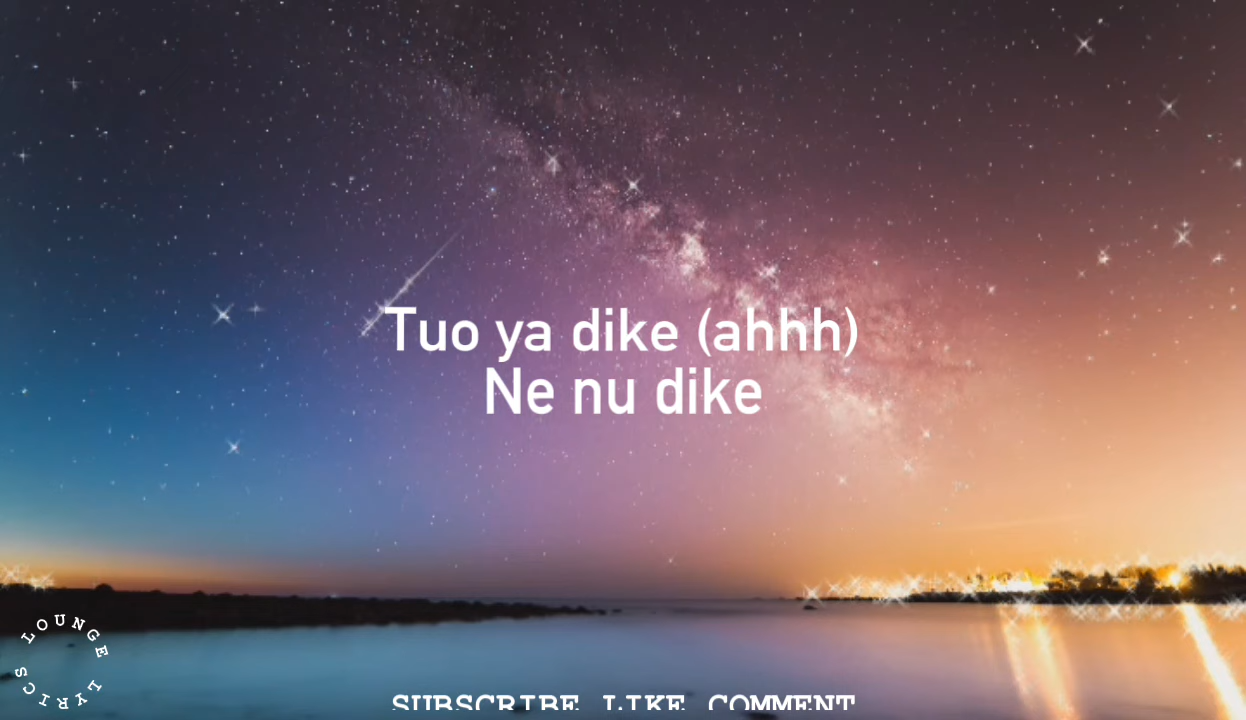 Tuo ya dike (ahhh)
Ne nu dike
LOUNGE LYRICS
SUBSCRIBE LIKE COMMENT